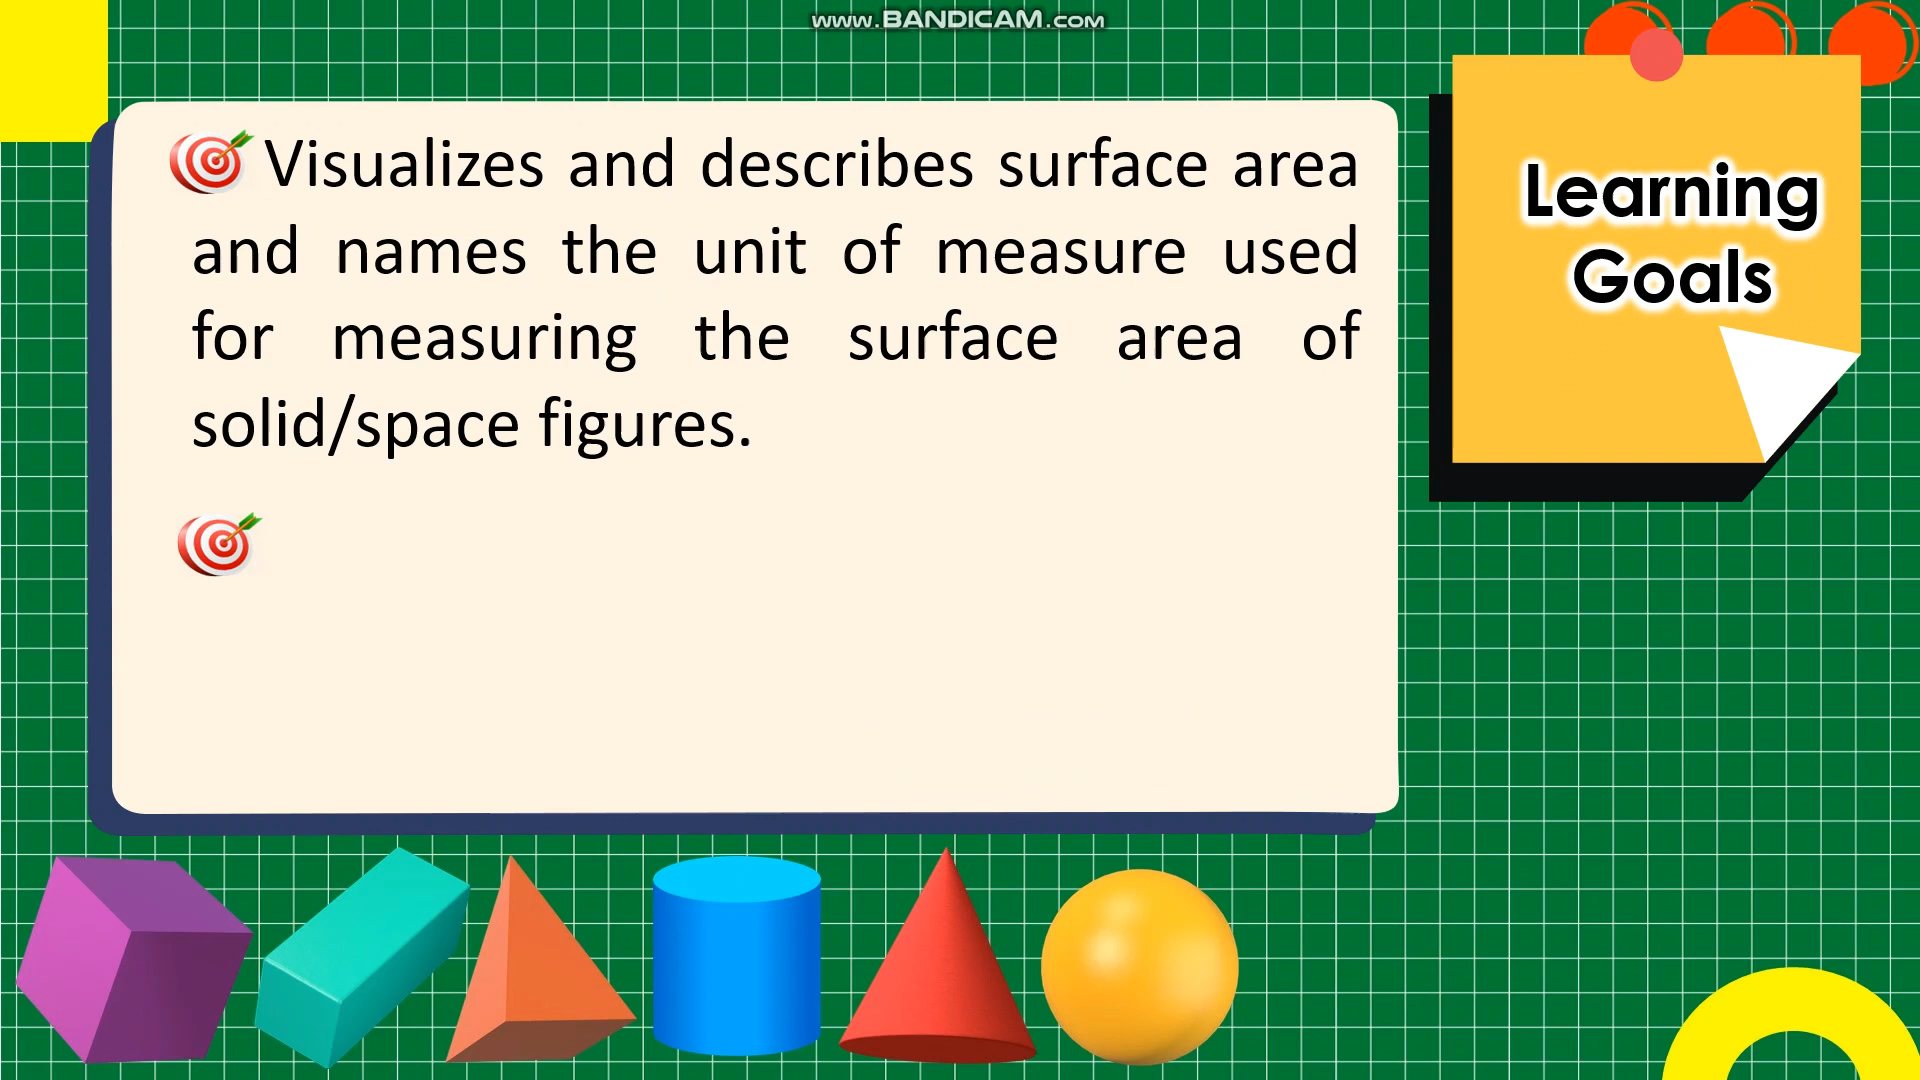 www.BANDICAM.com
Visualizes and describes surface area
and names the unit of measure used
for measuring the surface area of
solid/space figures.
Learning
Goals